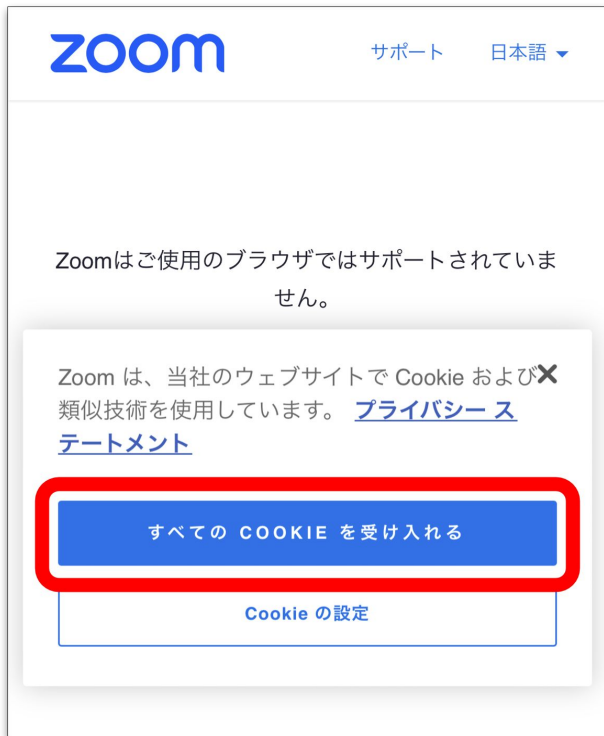 zoom
サポート 日本語
Zoomはご使用のブラウザではサポートされていま
せん。
Zoom は、当社のウェブサイトで Cookie および
類似技術を使用しています。 プライバシー ス
テートメント
すべての COOKIE を受け入れる
Cookie の設定